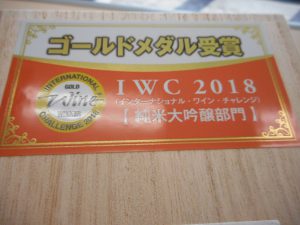 ゴールドメダル受賞
INTERNATIONAL
GOLD
Wine
CHALLENGE 2018
IWC 2018
(インターナショナル・ワイン・チャレンジ)
【 純米大吟醸部門 】